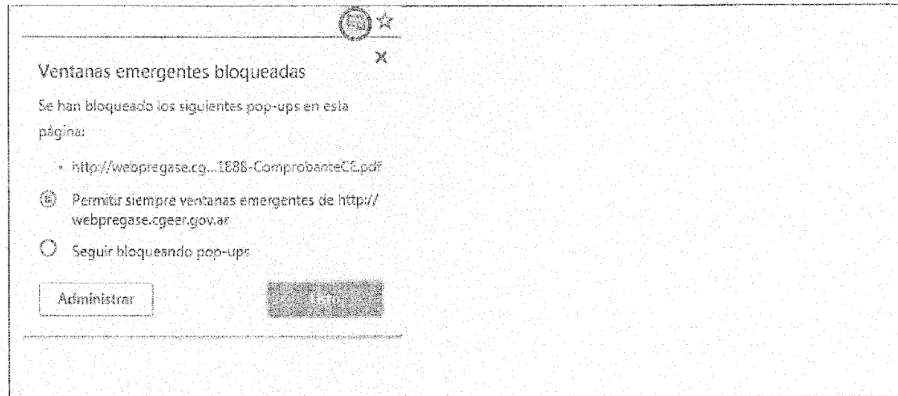 Ventanas emergentes bloqueadas
Se han bloqueado los siguientes pop-ups en esta
página:
• http://webpregase.cg...1888-ComprobanteCE.pdf
Permitir siempre ventanas emergentes de http://
webpregase.cgeer.gov.ar
Seguir bloqueando pop-ups
Administrar
Listo